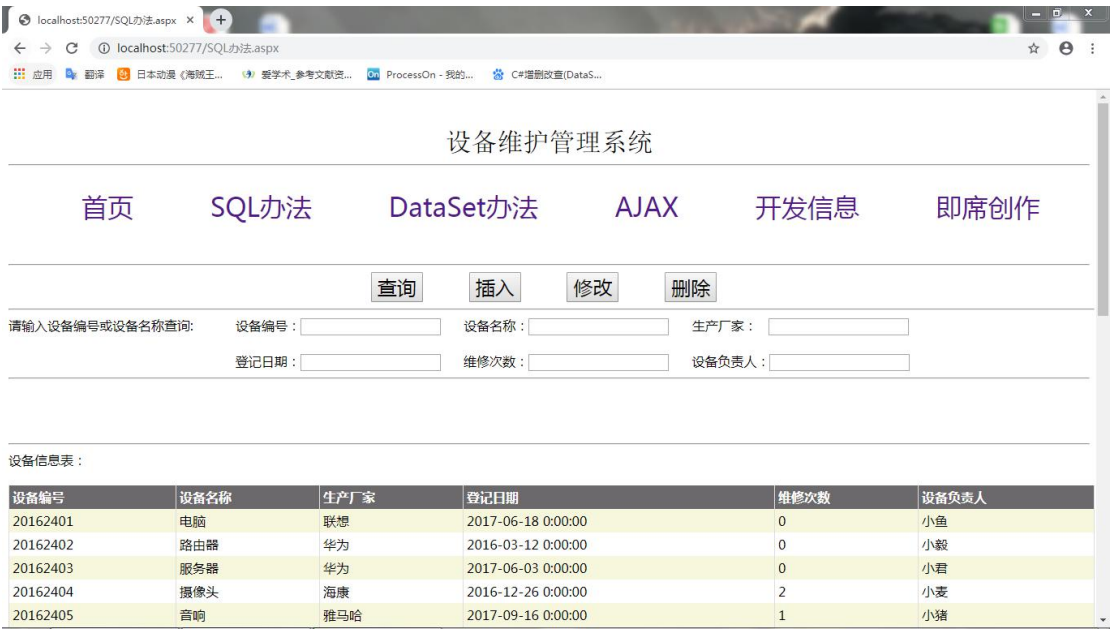 localhost:50277/SQL办法.aspx
localhost:50277/SQL办法.aspx
应用 翻译 日本动漫《海贼王... 爱学术_参考文献资... ProcessOn - 我的... C#增删改查(DataS...
设备维护管理系统
首页 SQL办法 DataSet办法 AJAX 开发信息 即席创作
查询 插入 修改 删除
请输入设备编号或设备名称查询: 设备编号： 设备名称： 生产厂家：
登记日期： 维修次数： 设备负责人：
设备信息表：
设备编号 设备名称 生产厂家 登记日期 维修次数 设备负责人
20162401 电脑 联想 2017-06-18 0:00:00 0 小鱼
20162402 路由器 华为 2016-03-12 0:00:00 0 小毅
20162403 服务器 华为 2017-06-03 0:00:00 0 小君
20162404 摄像头 海康 2016-12-26 0:00:00 2 小麦
20162405 音响 雅马哈 2017-09-16 0:00:00 1 小猪